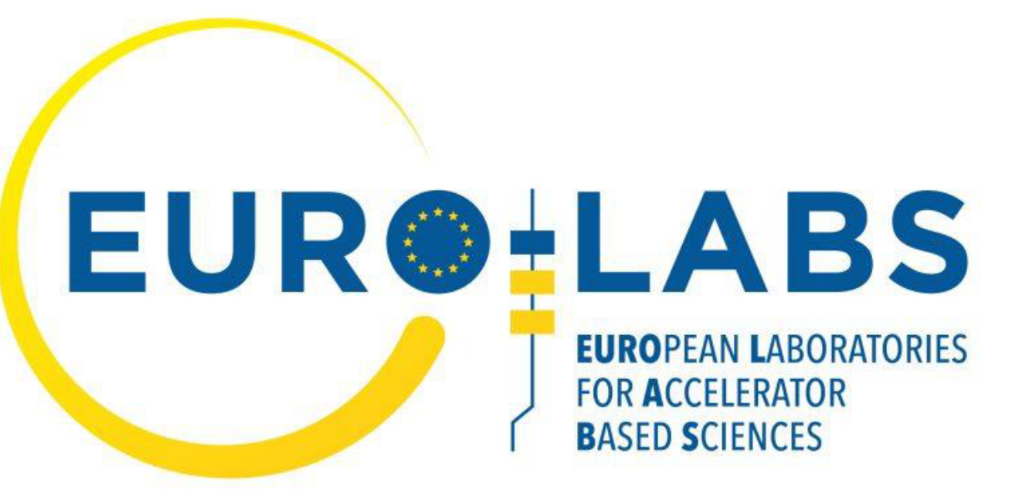 EURO-LABS
EUROPEAN LABORATORIES
FOR ACCELERATOR
BASED SCIENCES